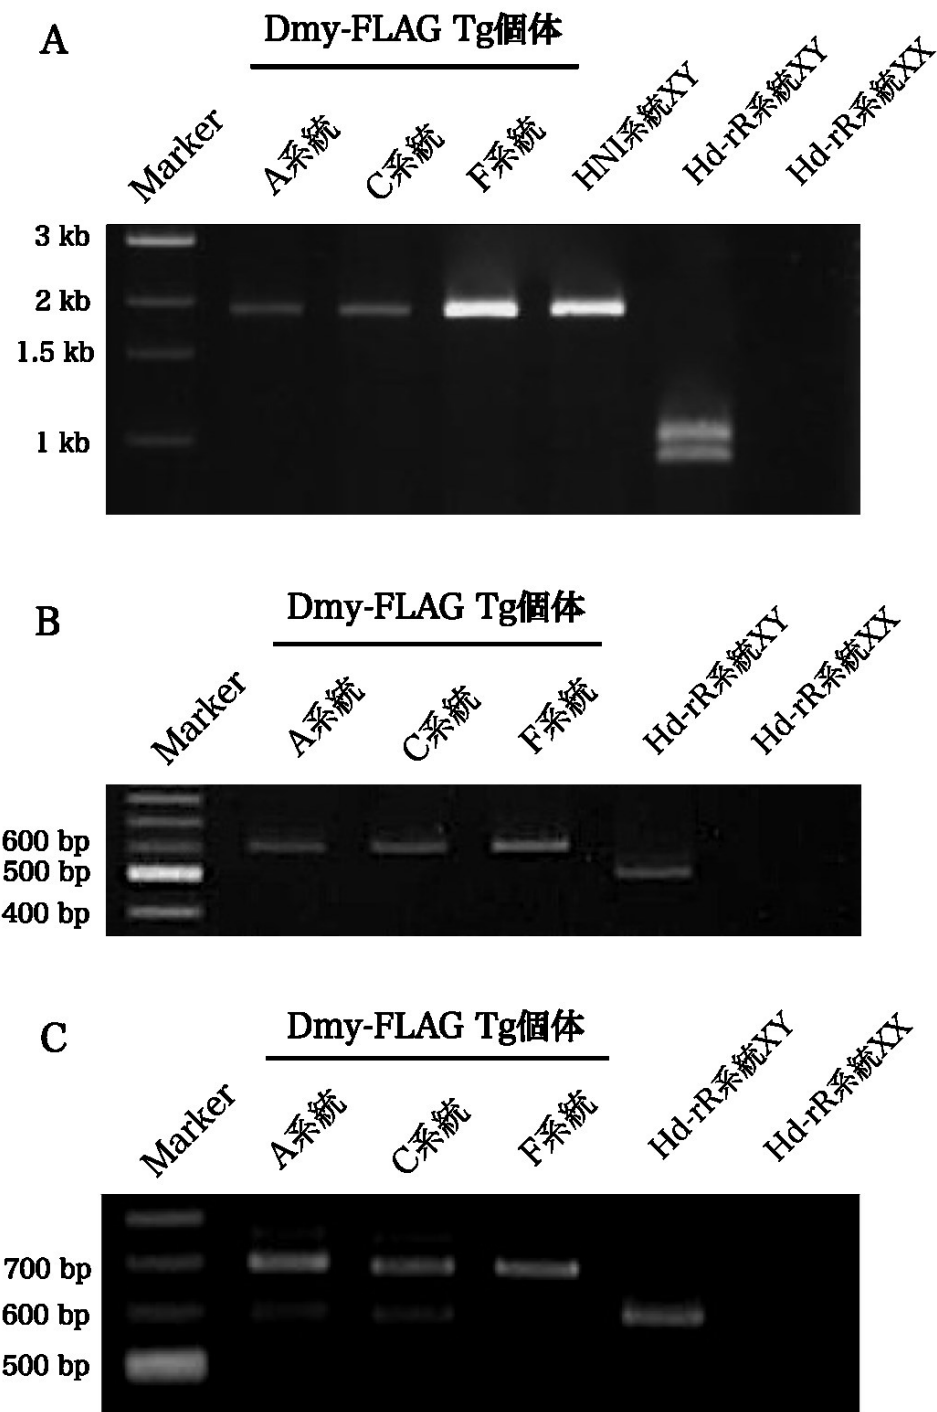 A
Dmy-FLAG Tg個体
Marker
A系統
C系統
F系統
HNI系統XY
Hd-rR系統XY
Hd-rR系統XX
3 kb
2 kb
1.5 kb
1 kb
B
Dmy-FLAG Tg個体
Marker
A系統
C系統
F系統
Hd-rR系統XY
Hd-rR系統XX
600 bp
500 bp
400 bp
C
Dmy-FLAG Tg個体
Marker
A系統
C系統
F系統
Hd-rR系統XY
Hd-rR系統XX
700 bp
600 bp
500 bp